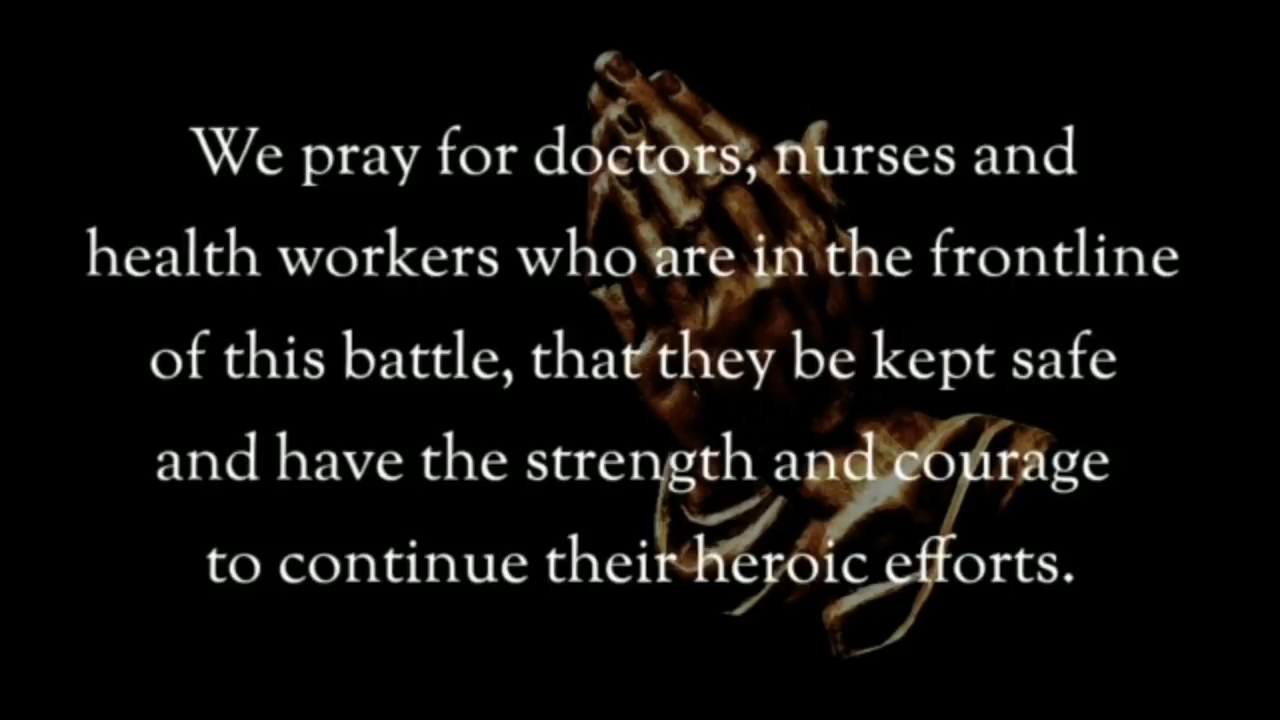 We pray for doctors, nurses and
health workers who are in the frontline
of this battle, that they be kept safe
and have the strength and courage
to continue their heroic efforts.